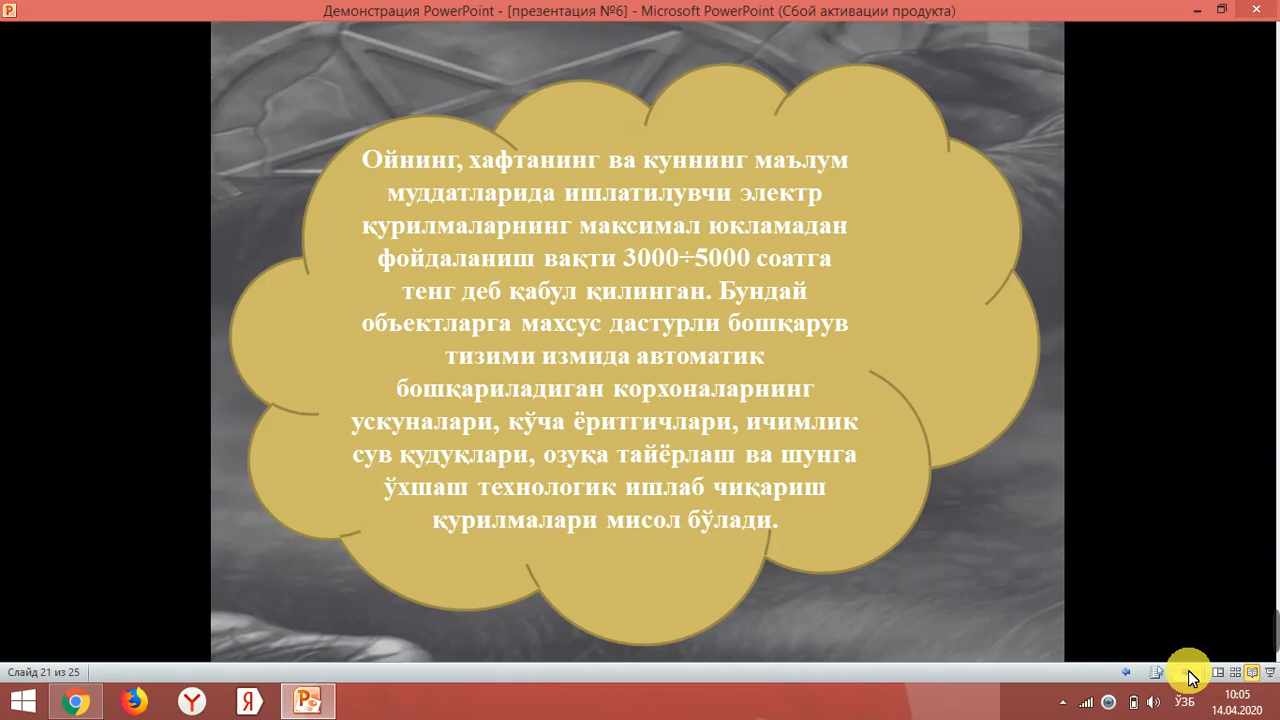 Демонстрация PowerPoint - [презентация №6] - Microsoft PowerPoint (Сбой активации продукта)
Ойнинг, хафтанинг ва куннинг маълум
муддатларида ишлатилувчи электр
қурилмаларнинг максимал юкламадан
фойдаланиш вақти 3000÷5000 соатга
тенг деб қабул қилинган. Бундай
объектларга махсус дастурли бошқарув
тизими измида автоматик
бошқариладиган корхоналарнинг
ускуналари, кўча ёритгичлари, ичимлик
сув қудуқлари, озуқа тайёрлаш ва шунга
ўхшаш технологик ишлаб чиқариш
қурилмалари мисол бўлади.
Слайд 21 из 25
ЎЗБ
10:05
14.04.2020